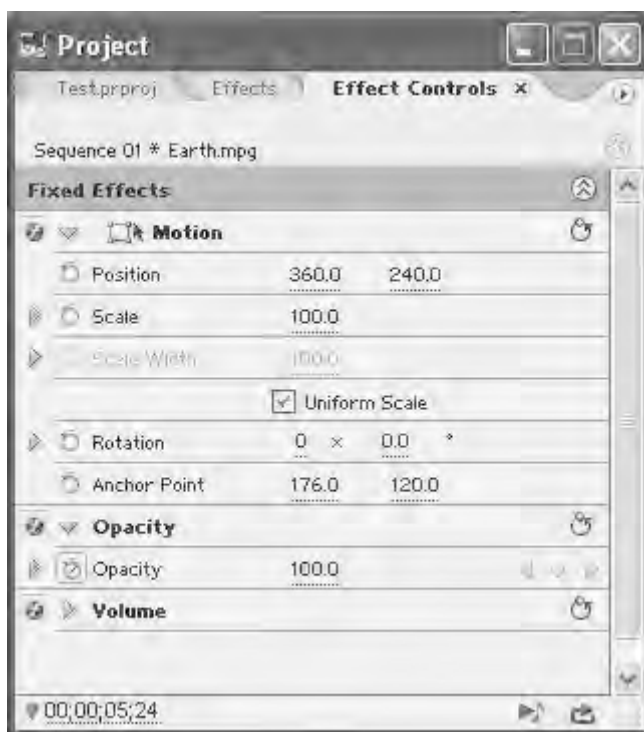 Project
Test.prproj Effects Effect Controls ×
Sequence 01 * Earth.mpg
Fixed Effects
Motion
Position 360.0 240.0
Scale 100.0
Scale Width 100.0
Uniform Scale
Rotation 0 × 0.0 °
Anchor Point 176.0 120.0
Opacity
Opacity 100.0
Volume
00;00;05;24